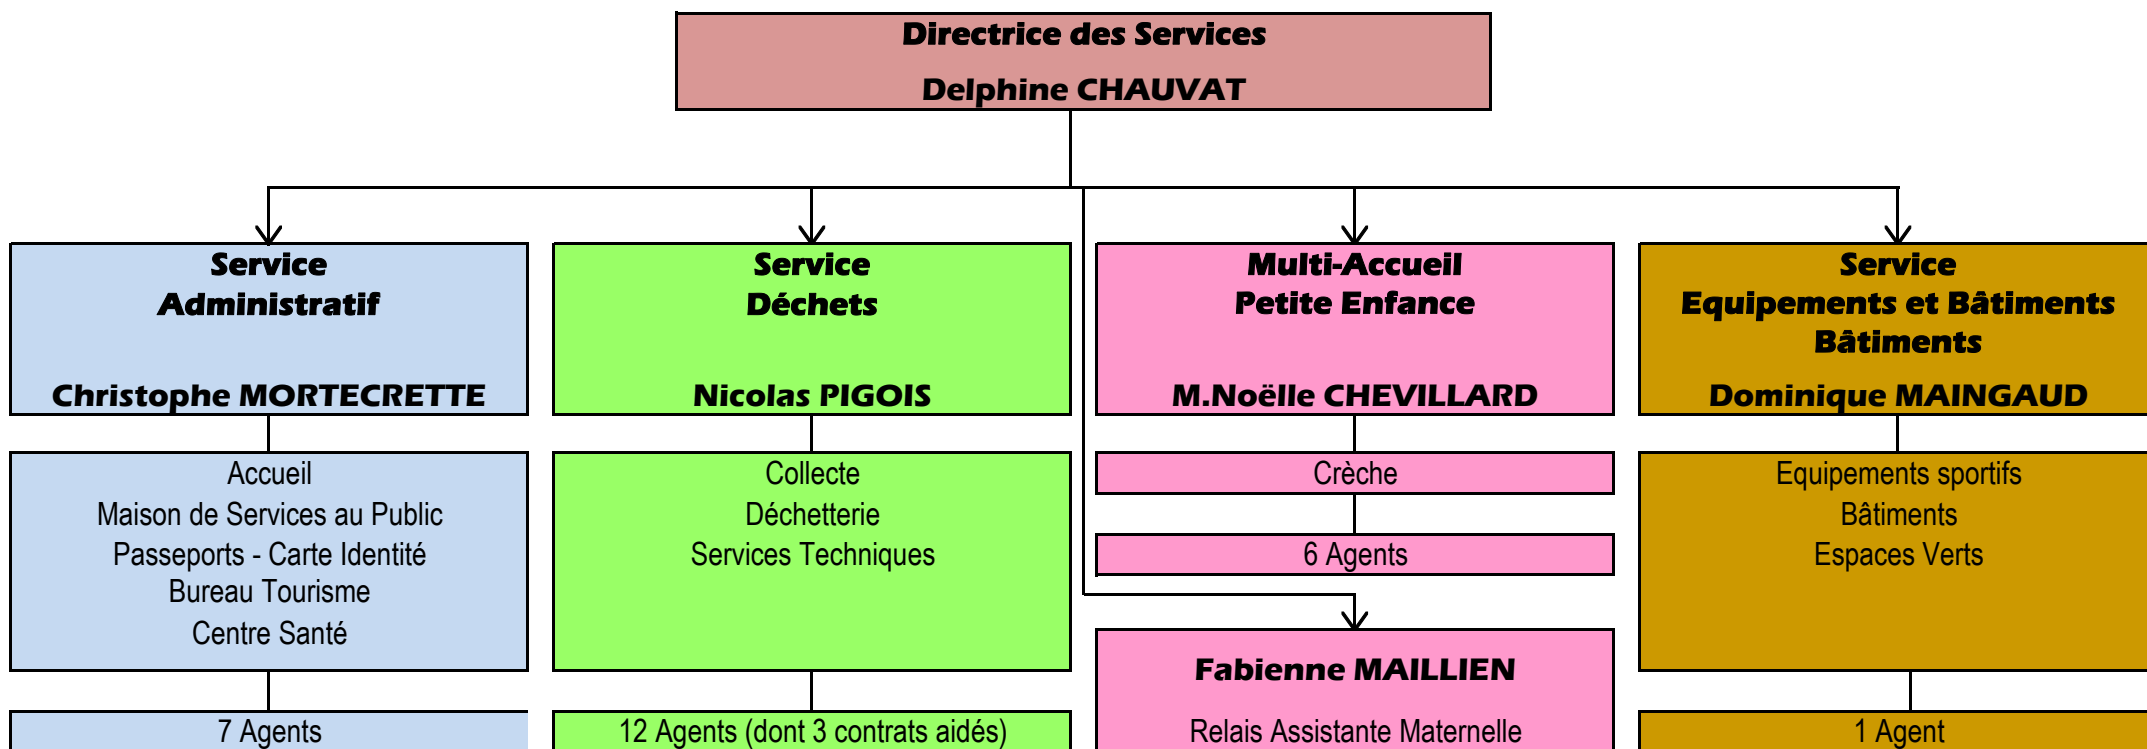 Directrice des Services
Delphine CHAUVAT
Service
Administratif
Christophe MORTECRETTE
Accueil
Maison de Services au Public
Passeports - Carte Identité
Bureau Tourisme
Centre Santé
7 Agents
Service
Déchets
Nicolas PIGOIS
Collecte
Déchetterie
Services Techniques
12 Agents (dont 3 contrats aidés)
Multi-Accueil
Petite Enfance
M.Noëlle CHEVILLARD
Crèche
6 Agents
Fabienne MAILLIEN
Relais Assistante Maternelle
Service
Equipements et Bâtiments
Bâtiments
Dominique MAINGAUD
Equipements sportifs
Bâtiments
Espaces Verts
1 Agent